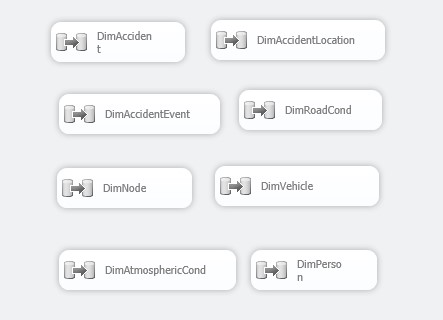 DimAcciden
t
DimAccidentLocation
DimAccidentEvent
DimRoadCond
DimNode
DimVehicle
DimAtmosphericCond
DimPerso
n